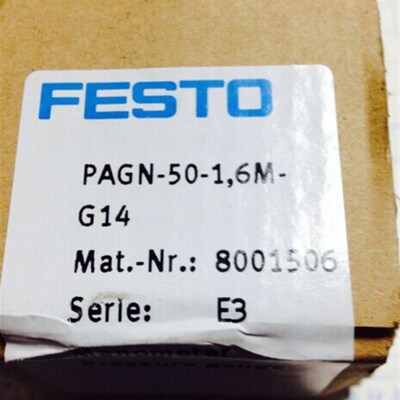 FESTO
PAGN-50-1,6M-
G14
Mat.-Nr.: 8001506
Serie: E3